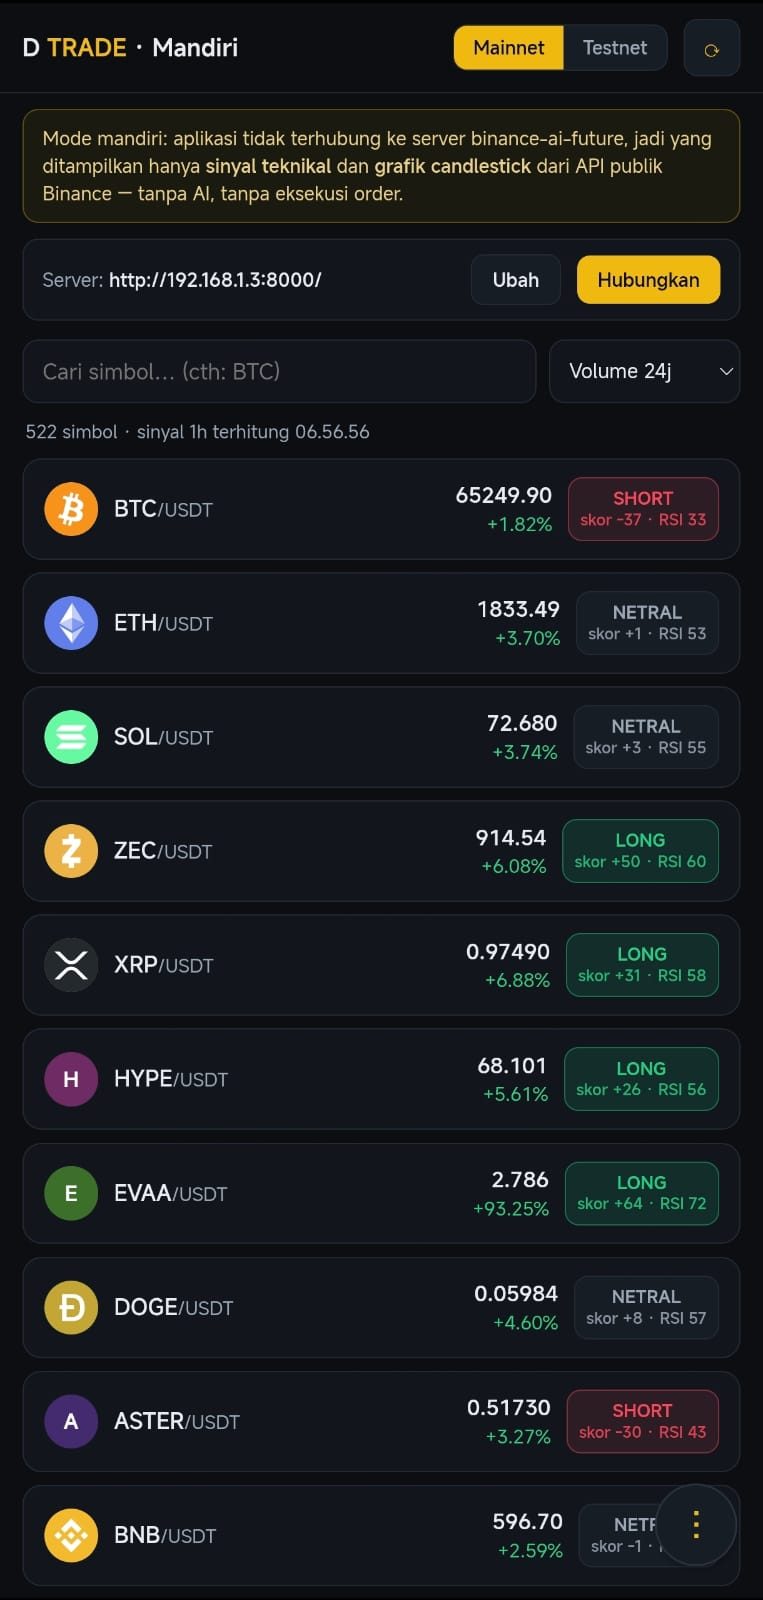 D TRADE · Mandiri
Mainnet
Testnet
Mode mandiri: aplikasi tidak terhubung ke server binance-ai-future, jadi yang
ditampilkan hanya sinyal teknikal dan grafik candlestick dari API publik
Binance — tanpa AI, tanpa eksekusi order.
Server: http://192.168.1.3:8000/
Ubah
Hubungkan
Cari simbol... (cth: BTC)
Volume 24j
522 simbol · sinyal 1h terhitung 06.56.56
BTC/USDT
65249.90
+1.82%
SHORT
skor -37 · RSI 33
ETH/USDT
1833.49
+3.70%
NETRAL
skor +1 · RSI 53
SOL/USDT
72.680
+3.74%
NETRAL
skor +3 · RSI 55
ZEC/USDT
914.54
+6.08%
LONG
skor +50 · RSI 60
XRP/USDT
0.97490
+6.88%
LONG
skor +31 · RSI 58
H
HYPE/USDT
68.101
+5.61%
LONG
skor +26 · RSI 56
E
EVAA/USDT
2.786
+93.25%
LONG
skor +64 · RSI 72
DOGE/USDT
0.05984
+4.60%
NETRAL
skor +8 · RSI 57
A
ASTER/USDT
0.51730
+3.27%
SHORT
skor -30 · RSI 43
BNB/USDT
596.70
+2.59%
skor -1 ·